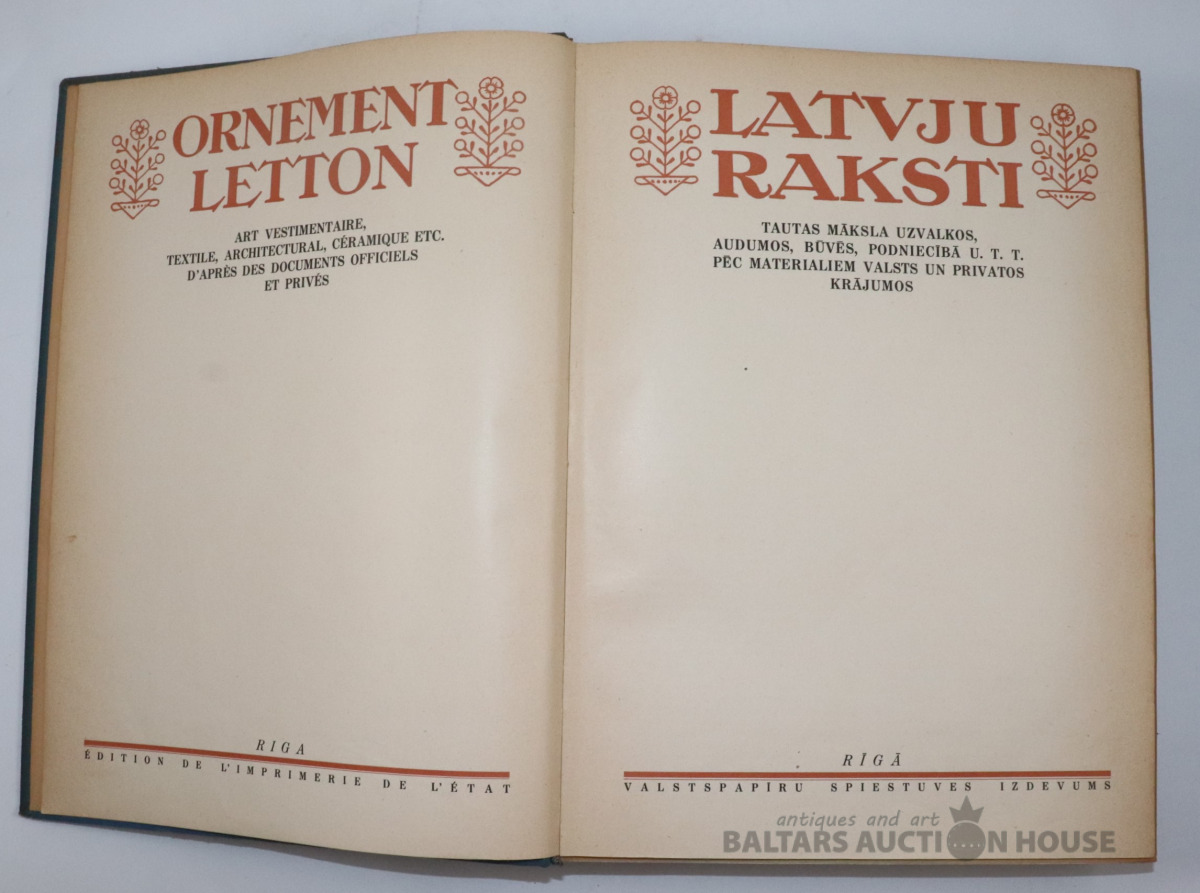 ORNEMENT
LETTON
ART VESTIMENTAIRE,
TEXTILE, ARCHITECTURAL, CÉRAMIQUE ETC.
D'APRÈS DES DOCUMENTS OFFICIELS
ET PRIVÉS
RIGA
ÉDITION DE L'IMPRIMERIE DE L'ÉTAT
LATVJU
RAKSTI
TAUTAS MĀKSLA UZVALKOS,
AUDUMOS, BŪVĒS, PODNIECĪBĀ U. T. T.
PĒC MATERIALIEM VALSTS UN PRIVATOS
KRĀJUMOS
RĪGĀ
VALSTSPAPĪRU SPIESTUVES IZDEVUMS
antiques and art
BALTARS AUCTION HOUSE